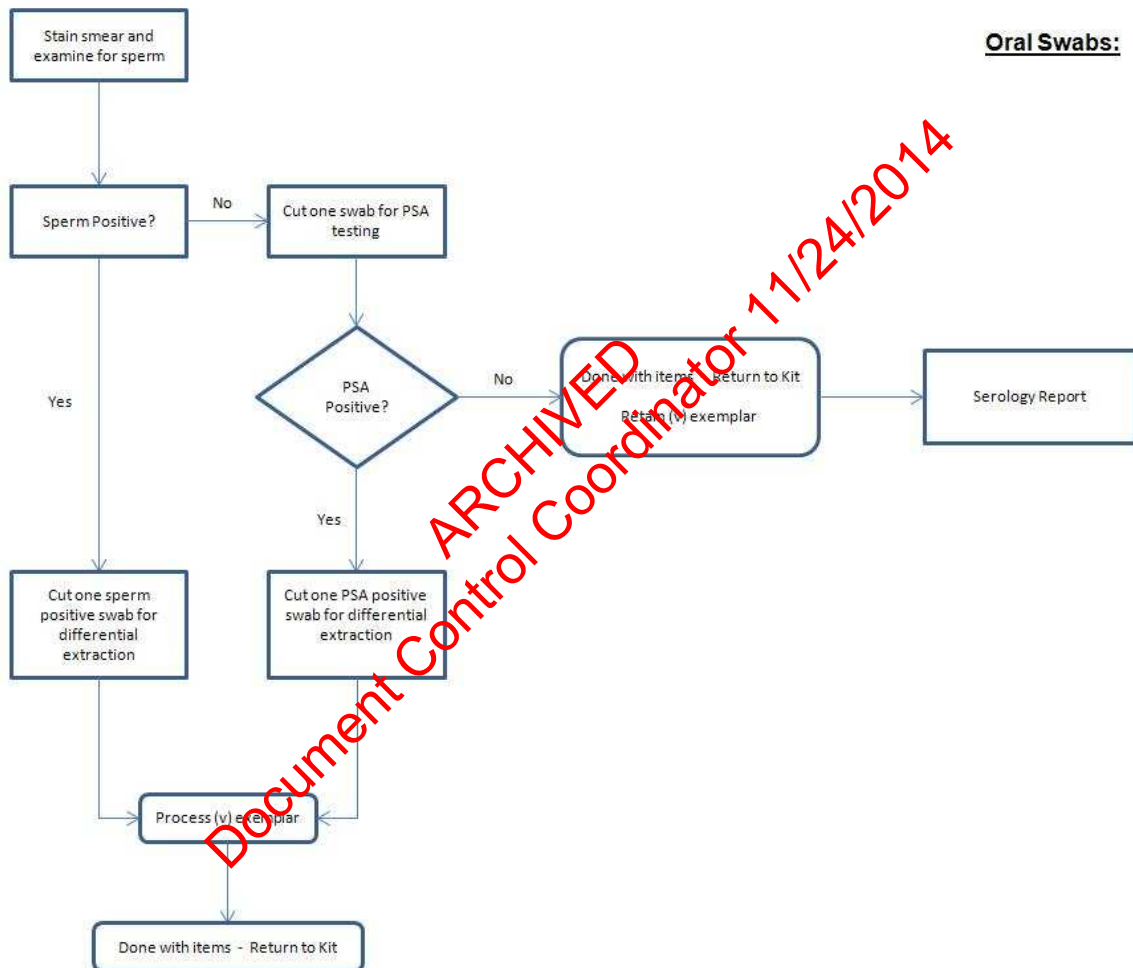 Stain smear and
examine for sperm
Oral Swabs:
Sperm Positive?
No
Cut one swab for PSA
testing
Yes
PSA
Positive?
No
Done with items - Return to Kit
Retain (v) exemplar
Serology Report
Yes
Cut one sperm
positive swab for
differential
extraction
Cut one PSA positive
swab for differential
extraction
Process (v) exemplar
Done with items - Return to Kit
ARCHIVED
Document Control Coordinator 11/24/2014